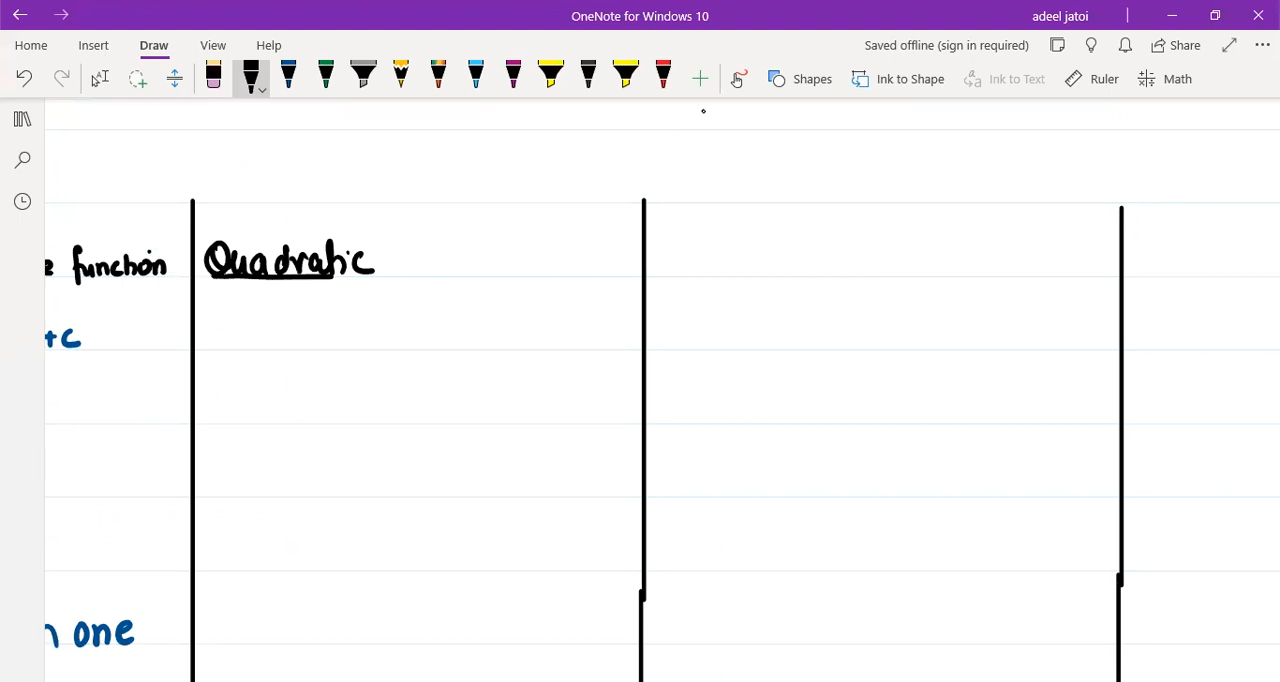 OneNote for Windows 10
adeel jatoi
Home Insert Draw View Help
Saved offline (sign in required)
Share
Shapes
Ink to Shape
Ink to Text
Ruler
Math
function
Quadratic
+c
one